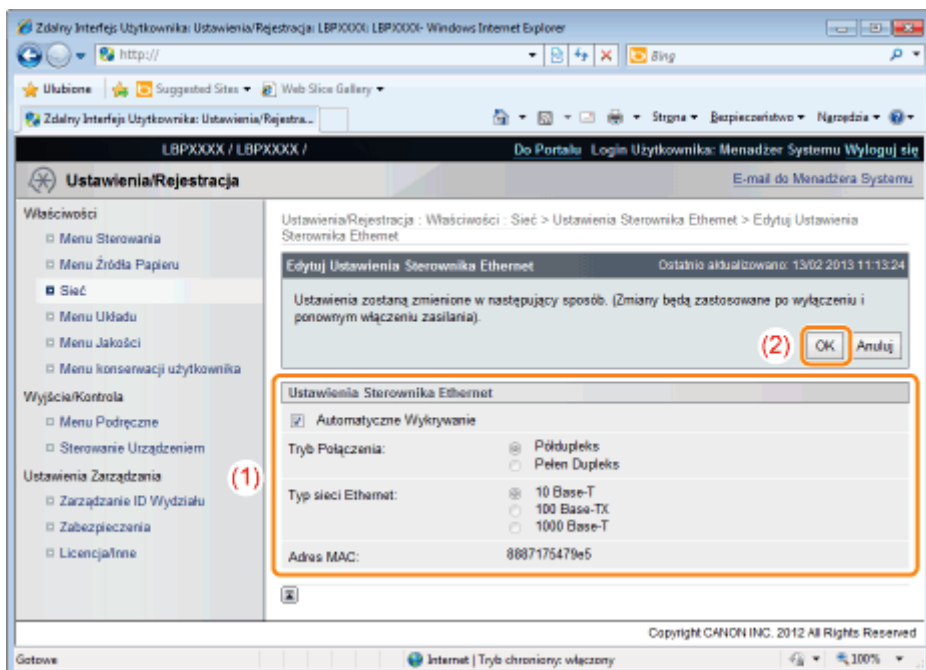 Zdalny Interfejs Użytkownika: Ustawienia/Rejestracja: LBPXXXX: LBPXXXX- Windows Internet Explorer
http://
Bing
Ulubione Suggested Sites Web Slice Gallery
Zdalny Interfejs Użytkownika: Ustawienia/Rejestra...
Strona Bezpieczeństwo Narzędzia
LBPXXXX / LBPXXXX /
Do Portalu Login Użytkownika: Menadżer Systemu Wyloguj się
Ustawienia/Rejestracja
E-mail do Menadżera Systemu
Właściwości
Menu Sterowania
Menu Źródła Papieru
Sieć
Menu Układu
Menu Jakości
Menu konserwacji użytkownika
Wyjście/Kontrola
Menu Podręczne
Sterowanie Urządzeniem
Ustawienia Zarządzania
Zarządzanie ID Wydziału
Zabezpieczenia
Licencja/Inne
Ustawienia/Rejestracja : Właściwości : Sieć > Ustawienia Sterownika Ethernet > Edytuj Ustawienia
Sterownika Ethernet
Edytuj Ustawienia Sterownika Ethernet
Ostatnio aktualizowano: 13/02 2013 11:13:24
Ustawienia zostaną zmienione w następujący sposób. (Zmiany będą zastosowane po wyłączeniu i
ponownym włączeniu zasilania).
(2)
OK
Anuluj
(1)
Ustawienia Sterownika Ethernet
Automatyczne Wykrywanie
Tryb Połączenia:
Półdupleks
Pełen Dupleks
Typ sieci Ethernet:
10 Base-T
100 Base-TX
1000 Base-T
Adres MAC:
8887175479e5
Copyright CANON INC. 2012 All Rights Reserved
Gotowe
Internet | Tryb chroniony: włączony
100%